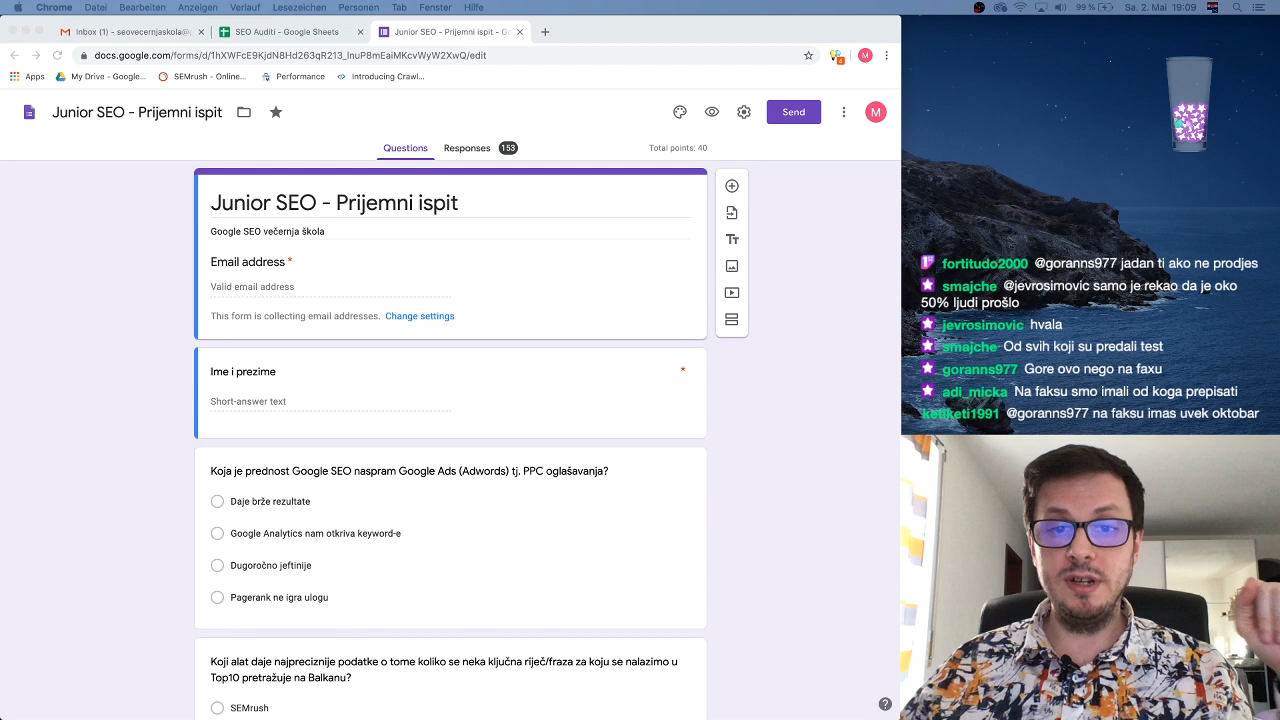 Chrome Datei Bearbeiten Anzeigen Verlauf Lesezeichen Personen Tab Fenster Hilfe
99 % Sa. 2. Mai 19:09
Inbox (1) - seovecernjaskola@g
SEO Auditi - Google Sheets
Junior SEO - Prijemni ispit - Go
docs.google.com/forms/d/1hXWFcE9KjdN8Hd263qR213_InuP8mEaiMKcvWyW2XwQ/edit
4
M
Apps
My Drive - Google...
SEMrush - Online...
Performance
Introducing Crawl...
Junior SEO - Prijemni ispit
Send
M
Questions
Responses 153
Total points: 40
Junior SEO - Prijemni ispit
Google SEO večernja škola
Email address *
Valid email address
This form is collecting email addresses. Change settings
Ime i prezime *
Short-answer text
Koja je prednost Google SEO naspram Google Ads (Adwords) tj. PPC oglašavanja?
Daje brže rezultate
Google Analytics nam otkriva keyword-e
Dugoročno jeftinije
Pagerank ne igra ulogu
Koji alat daje najpreciznije podatke o tome koliko se neka ključna riječ/fraza za koju se nalazimo u
Top10 pretražuje na Balkanu?
SEMrush
Tt
fortitudo2000 @goranns977 jadan ti ako ne prodjes
smajche @jevrosimovic samo je rekao da je oko
50% ljudi prošlo
jevrosimovic hvala
smajche Od svih koji su predali test
goranns977 Gore ovo nego na faxu
adi_micka Na faksu smo imali od koga prepisati
ketiketi1991 @goranns977 na faksu imas uvek oktobar